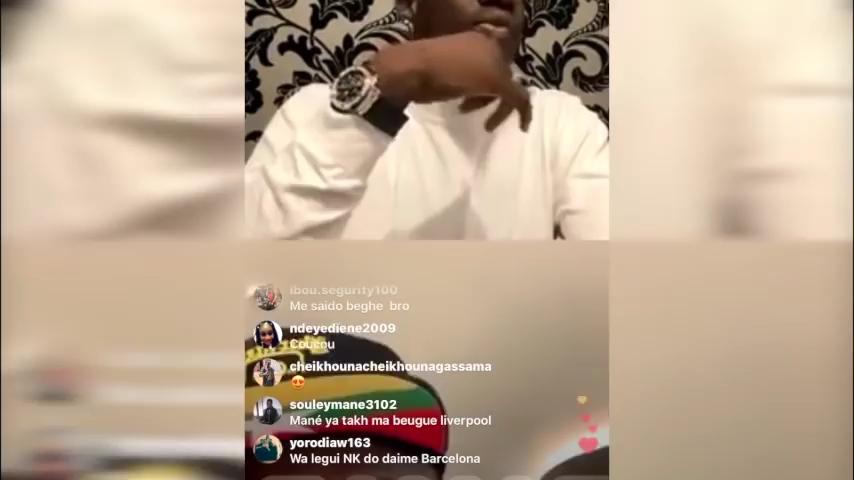 Ibou.segurity100
Me saido beghe bro
ndeyediene2009
Coucou
cheikhounacheikhounagassama
😍
souleymane3102
Mané ya takh ma beugue liverpool
yorodiaw163
Wa legui NK do daime Barcelona